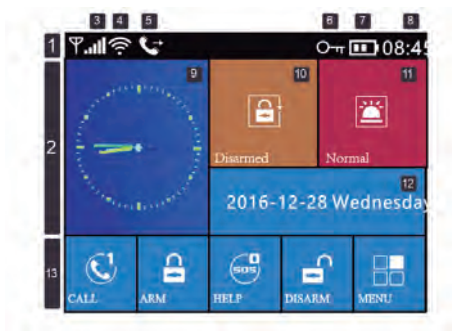 3 4 5 6 7 8
1 08:45
9 10 11
2
Disarmed Normal
12
2016-12-28 Wednesday
13
1
SOS
CALL ARM HELP DISARM MENU